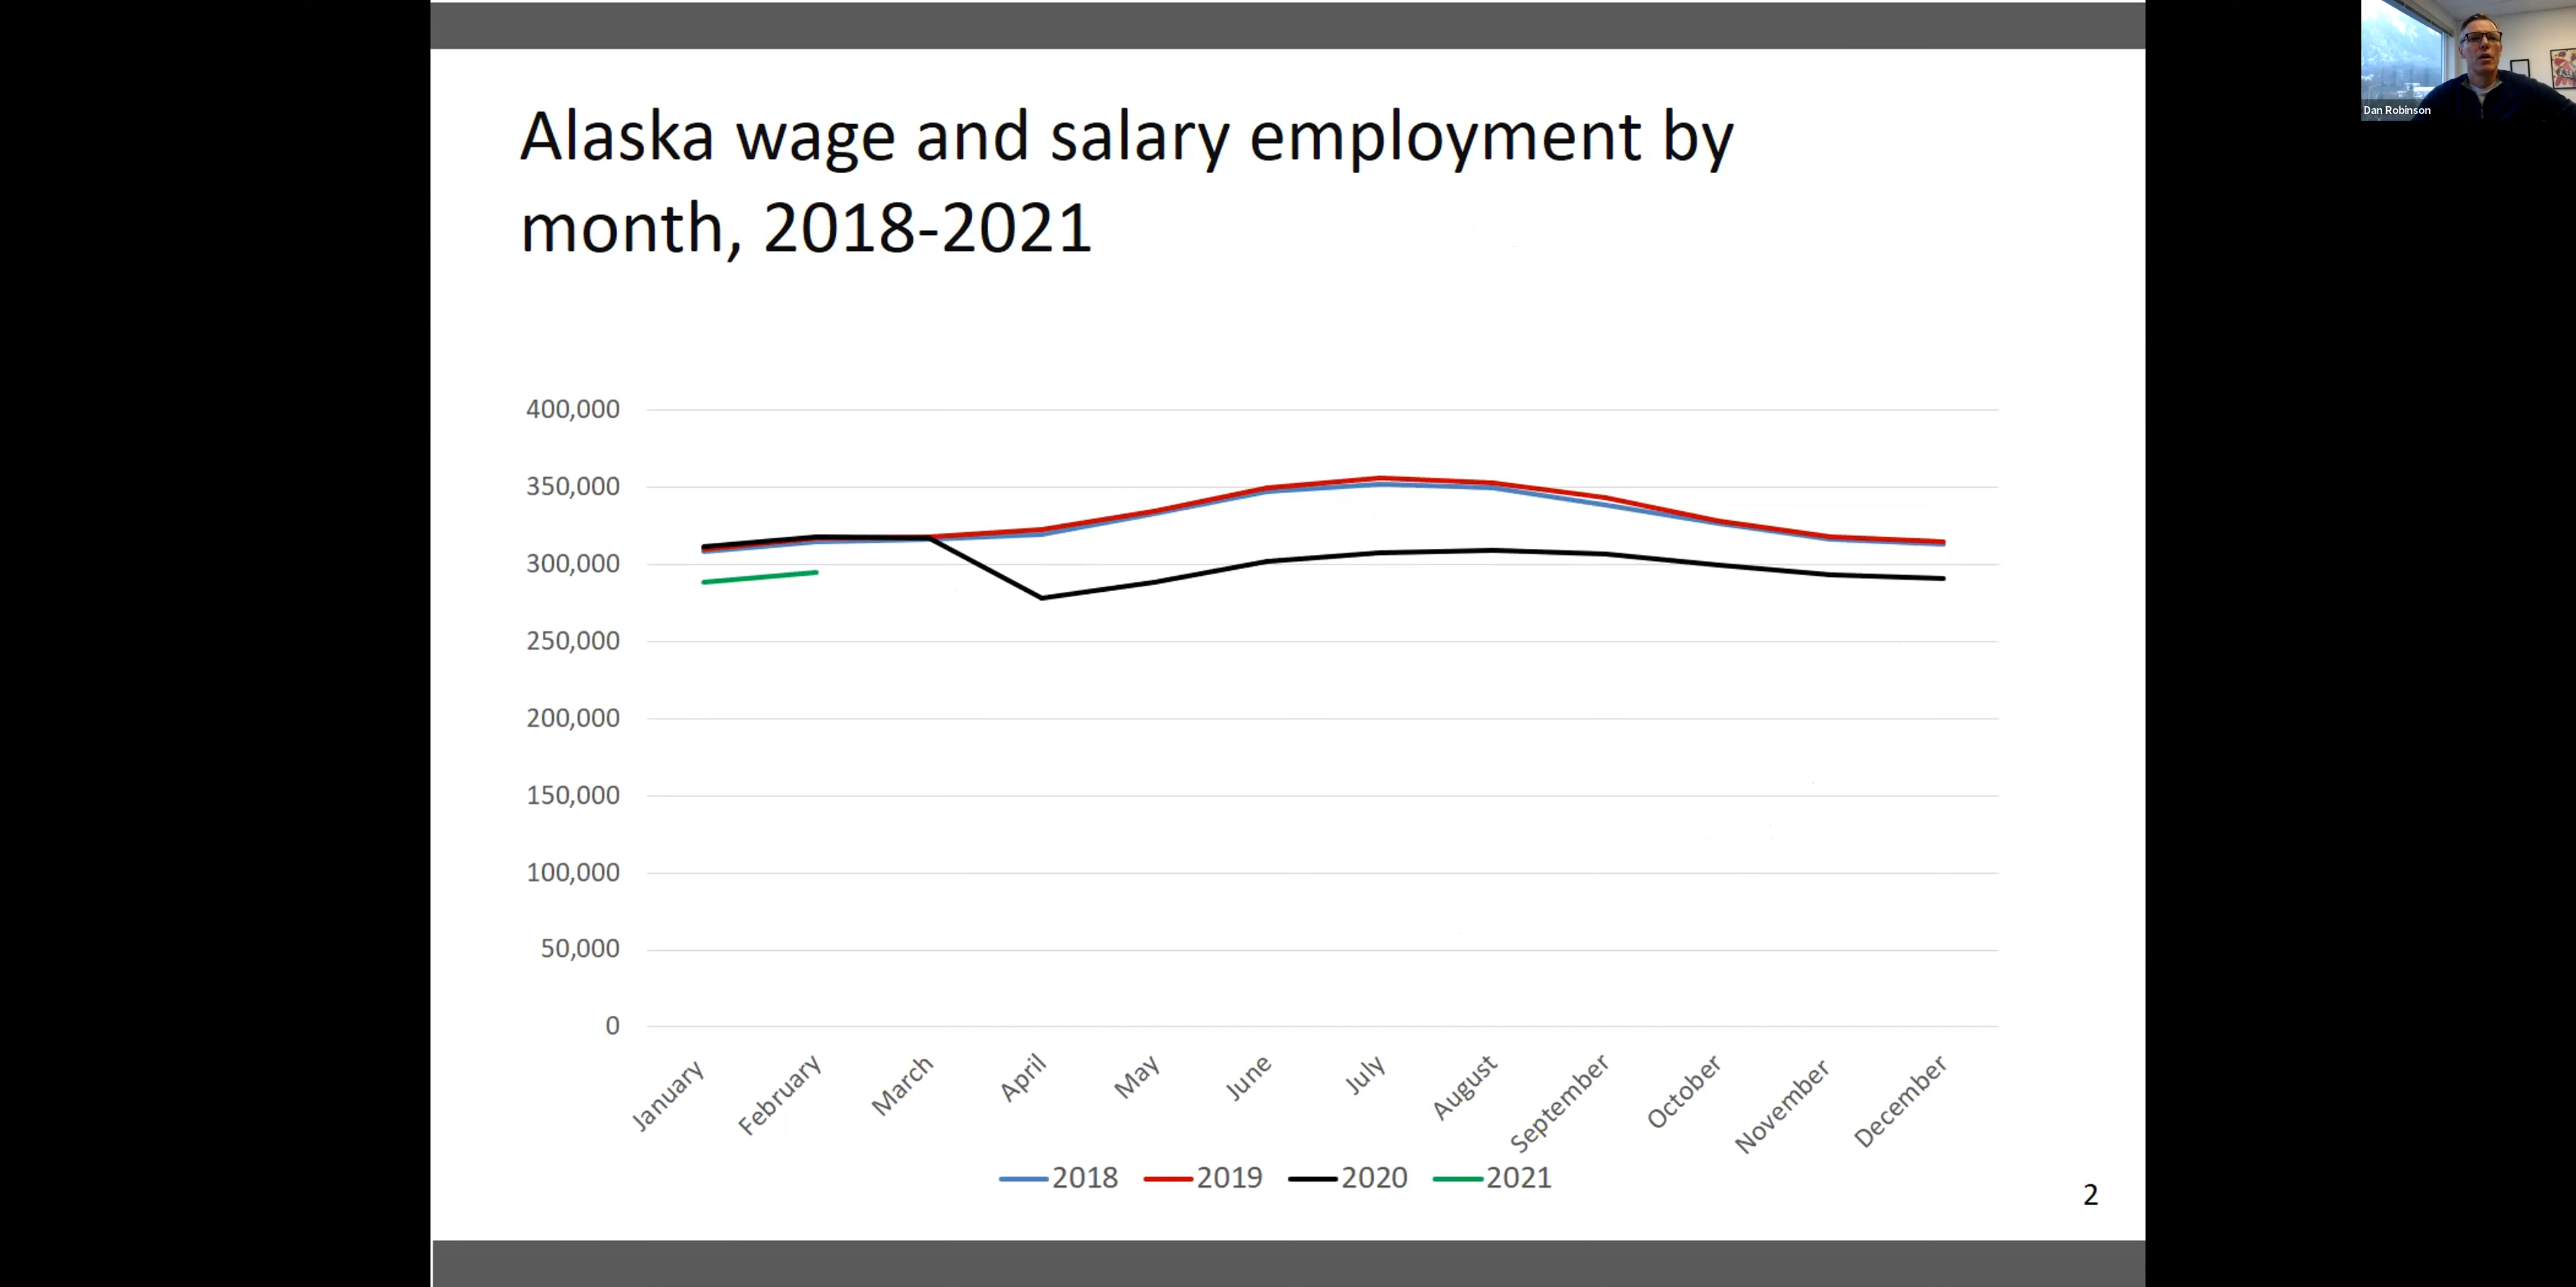 Dan Robinson
Alaska wage and salary employment by
month, 2018-2021
400,000
350,000
300,000
250,000
200,000
150,000
100,000
50,000
0
January
February
March
April
May
June
July
August
September
October
November
December
2018 2019 2020 2021
2